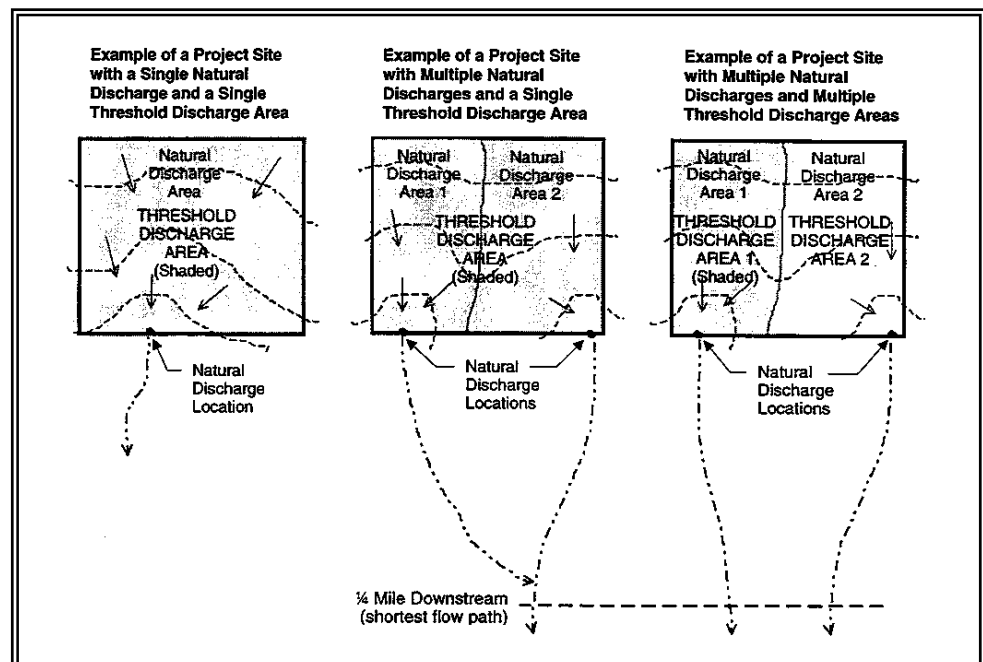 Example of a Project Site
with a Single Natural
Discharge and a Single
Threshold Discharge Area
Natural
Discharge
Area
THRESHOLD
DISCHARGE
AREA
(Shaded)
Natural
Discharge
Location
Example of a Project Site
with Multiple Natural
Discharges and a Single
Threshold Discharge Area
Natural
Discharge
Area 1
Natural
Discharge
Area 2
THRESHOLD
DISCHARGE
AREA
(Shaded)
Natural
Discharge
Locations
Example of a Project Site
with Multiple Natural
Discharges and Multiple
Threshold Discharge Areas
Natural
Discharge
Area 1
Natural
Discharge
Area 2
THRESHOLD
DISCHARGE
AREA 1
(Shaded)
THRESHOLD
DISCHARGE
AREA 2
Natural
Discharge
Locations
¼ Mile Downstream
(shortest flow path)